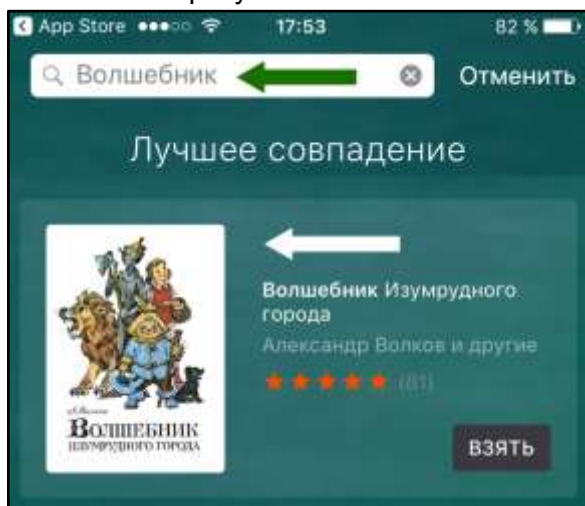 App Store 17:53 82 %
Волшебник Отменить
Лучшее совпадение
Волшебник Изумрудного
города
Александр Волков и другие
(81)
А.Волков
ВОЛШЕБНИК
ИЗУМРУДНОГО ГОРОДА
ВЗЯТЬ